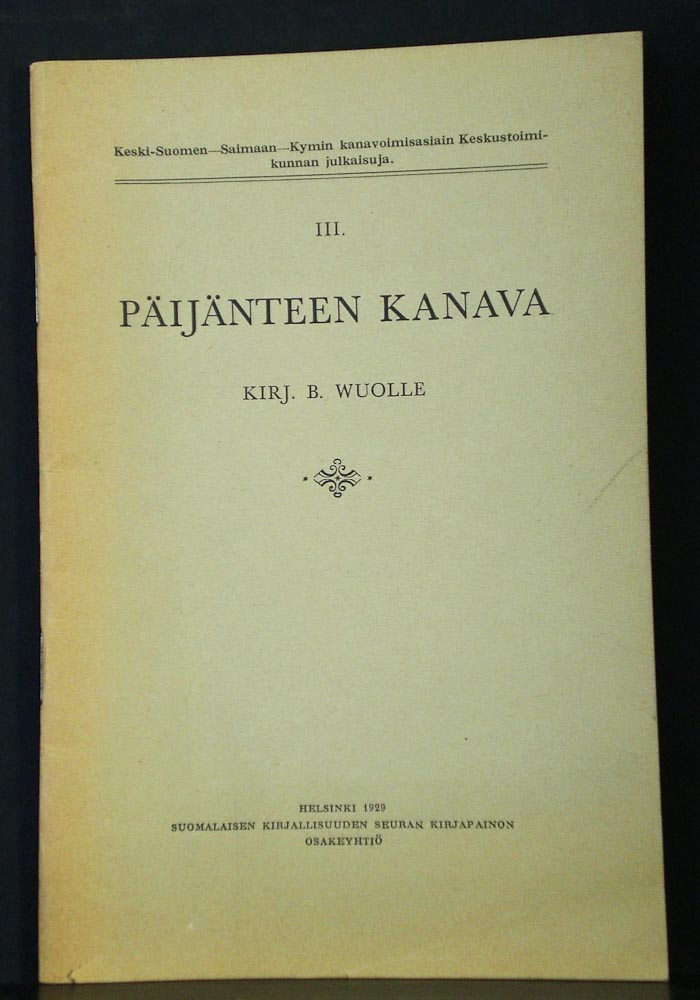 Keski-Suomen—Saimaan—Kymin kanavoimisasiain Keskustoimi-
kunnan julkaisuja.
III.
PÄIJÄNTEEN KANAVA
KIRJ. B. WUOLLE
HELSINKI 1929
SUOMALAISEN KIRJALLISUUDEN SEURAN KIRJAPAINON
OSAKEYHTIÖ